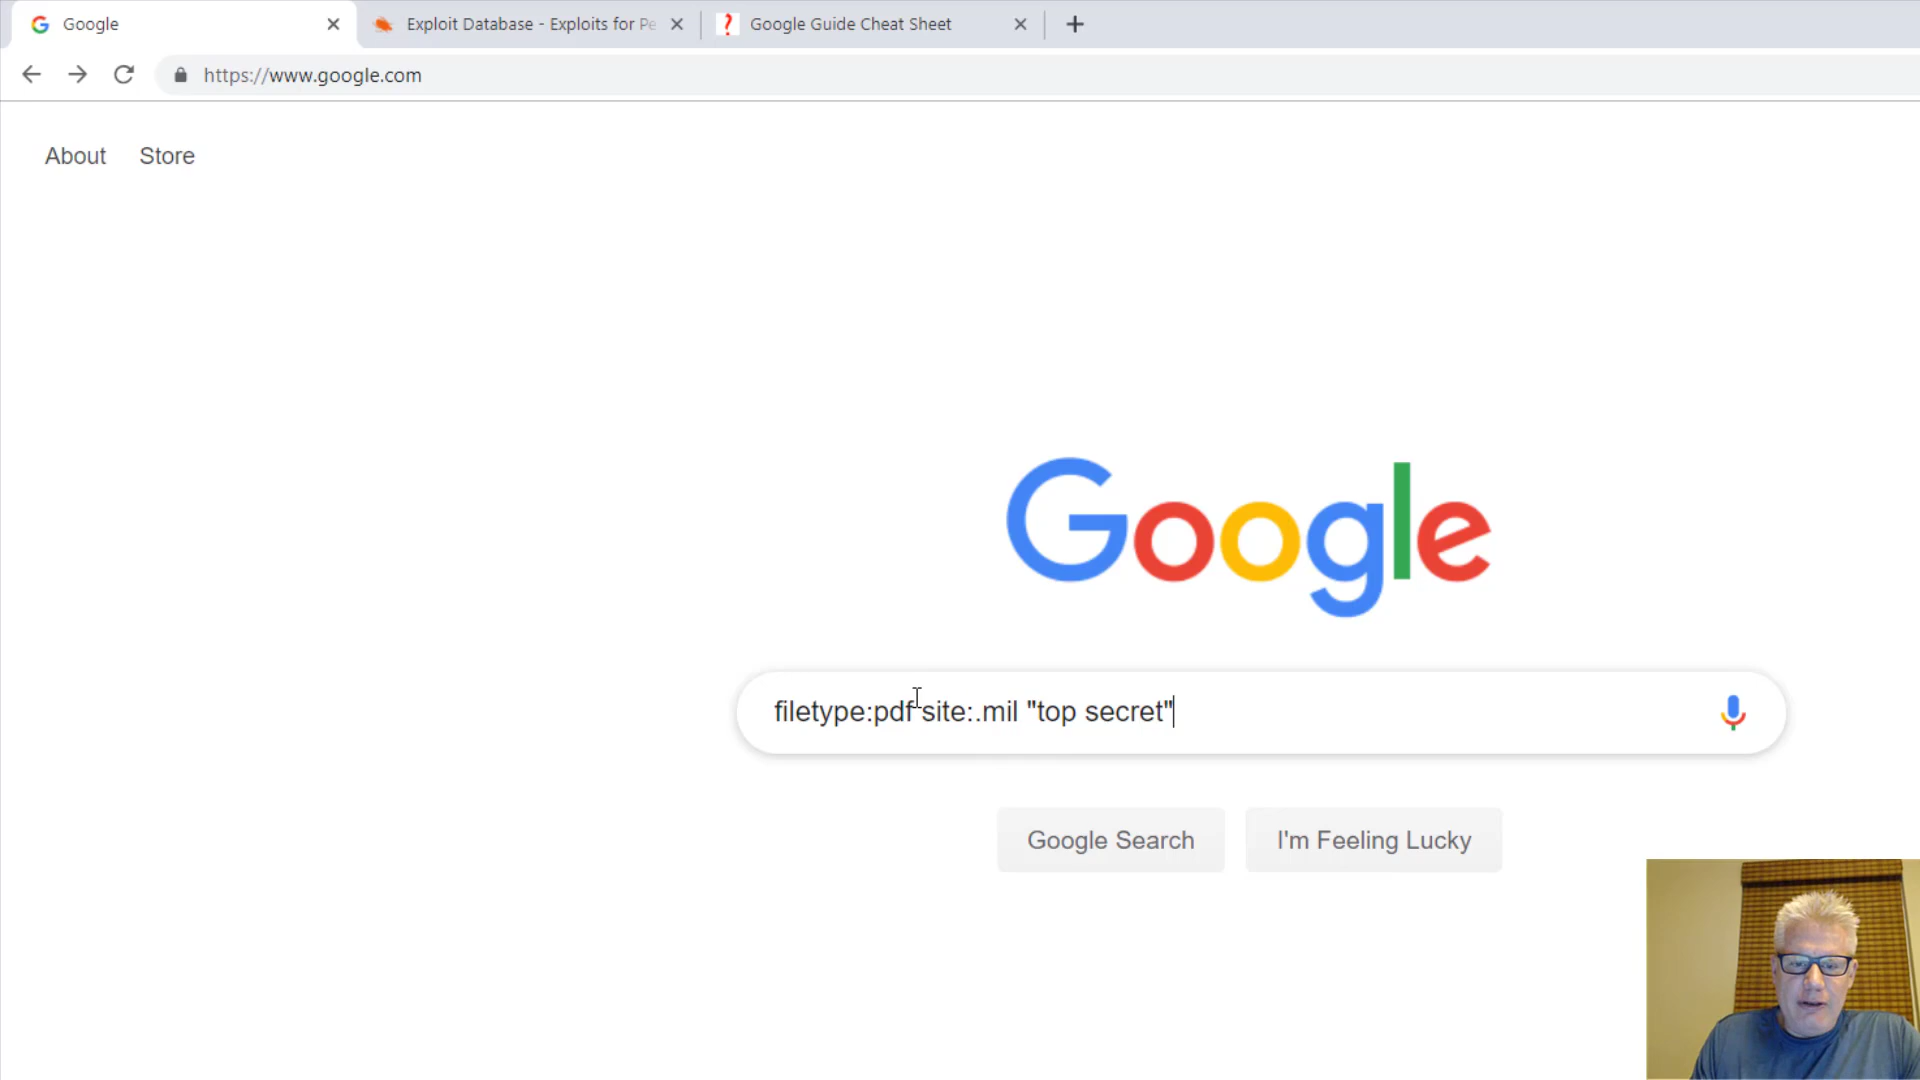 Google
Exploit Database - Exploits for Pe
Google Guide Cheat Sheet
https://www.google.com
About Store
Google
filetype:pdf site:.mil "top secret"
Google Search
I'm Feeling Lucky